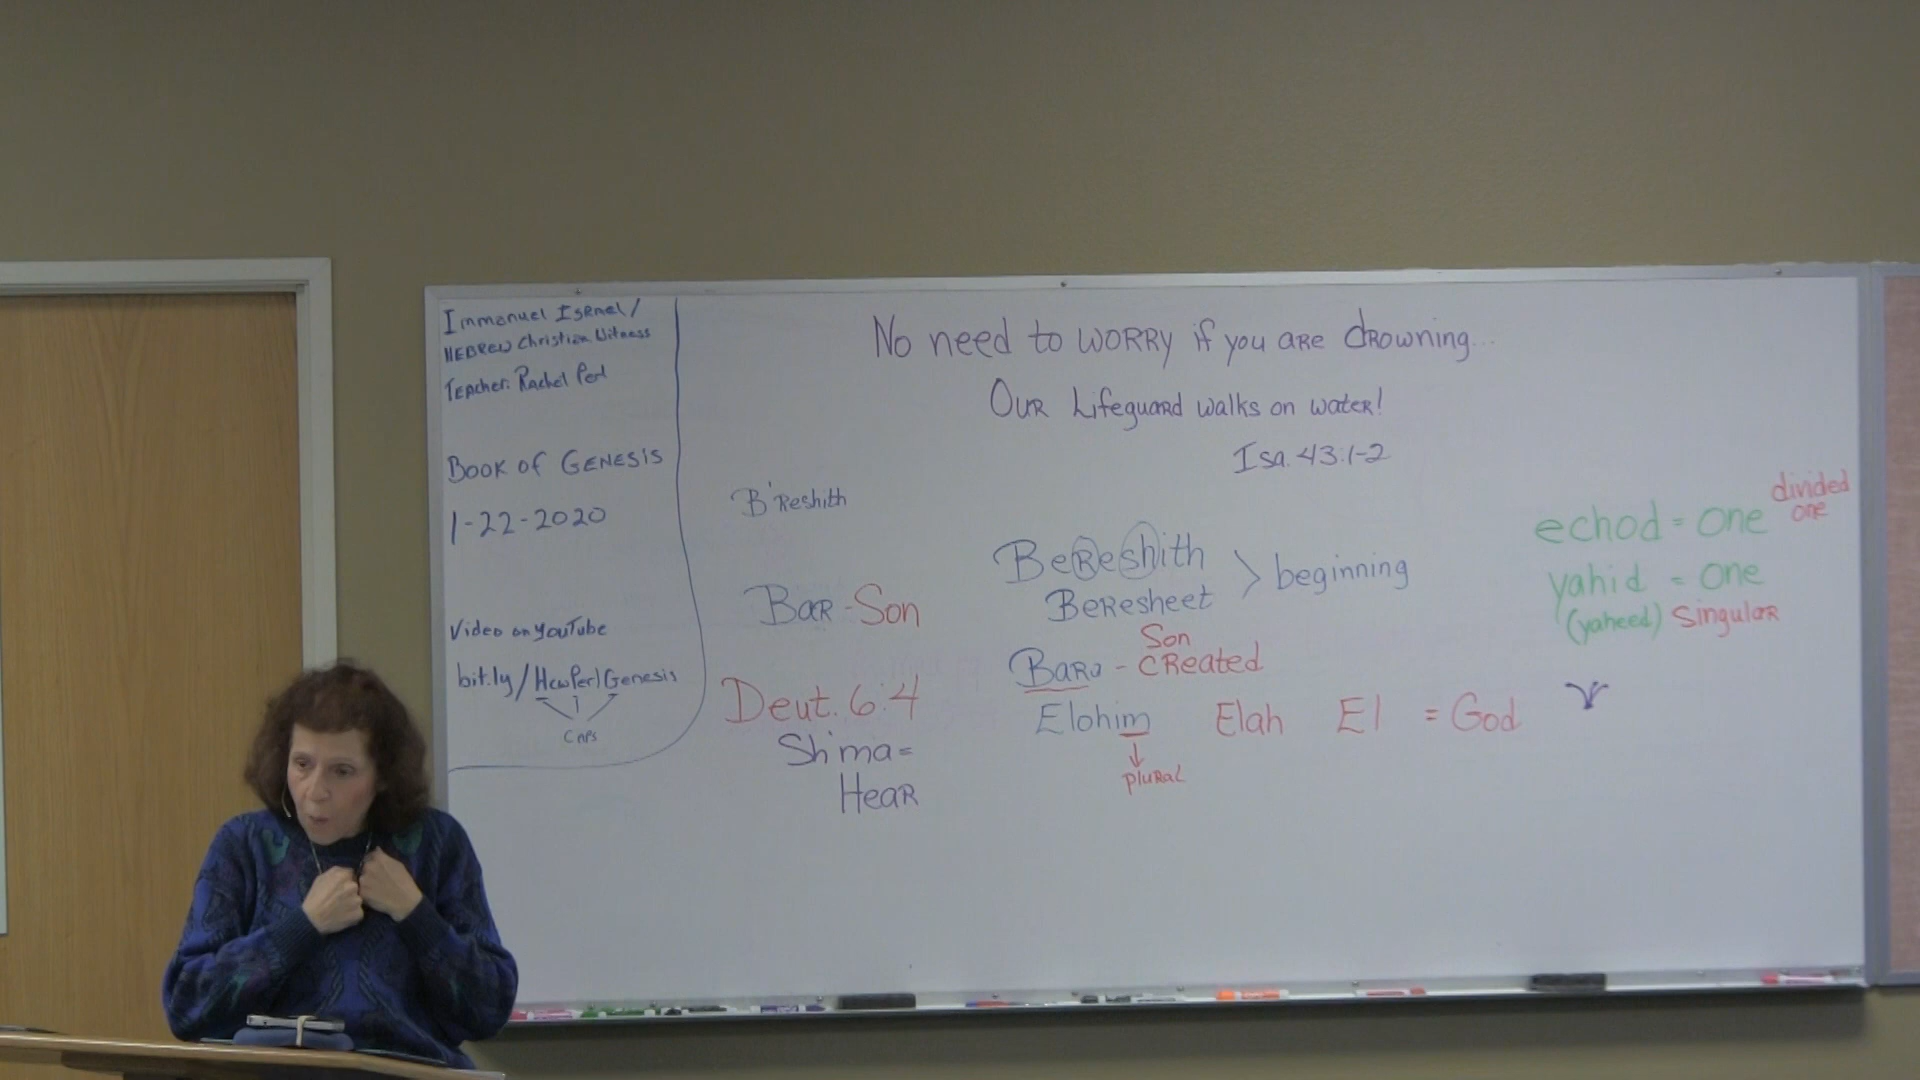 Immanuel Israel/
HEBREW Christian Witness
Teacher: Rachel Perl
BOOK OF GENESIS
1-22-2020
Video on YouTube
bit.ly/HcwPerlGenesis
caps
No need to WORRY if you are drowning...
OUR Lifeguard walks on water!
Isa. 43:1-2
B'Reshith
BAR - Son
Deut. 6:4
Sh'ma =
Hear
BeReshith
BeResheet > beginning
Son
BARA - CReated
Elohim Elah El = God
plural
echod = one divided
one
yahid = one
(yaheed) Singular